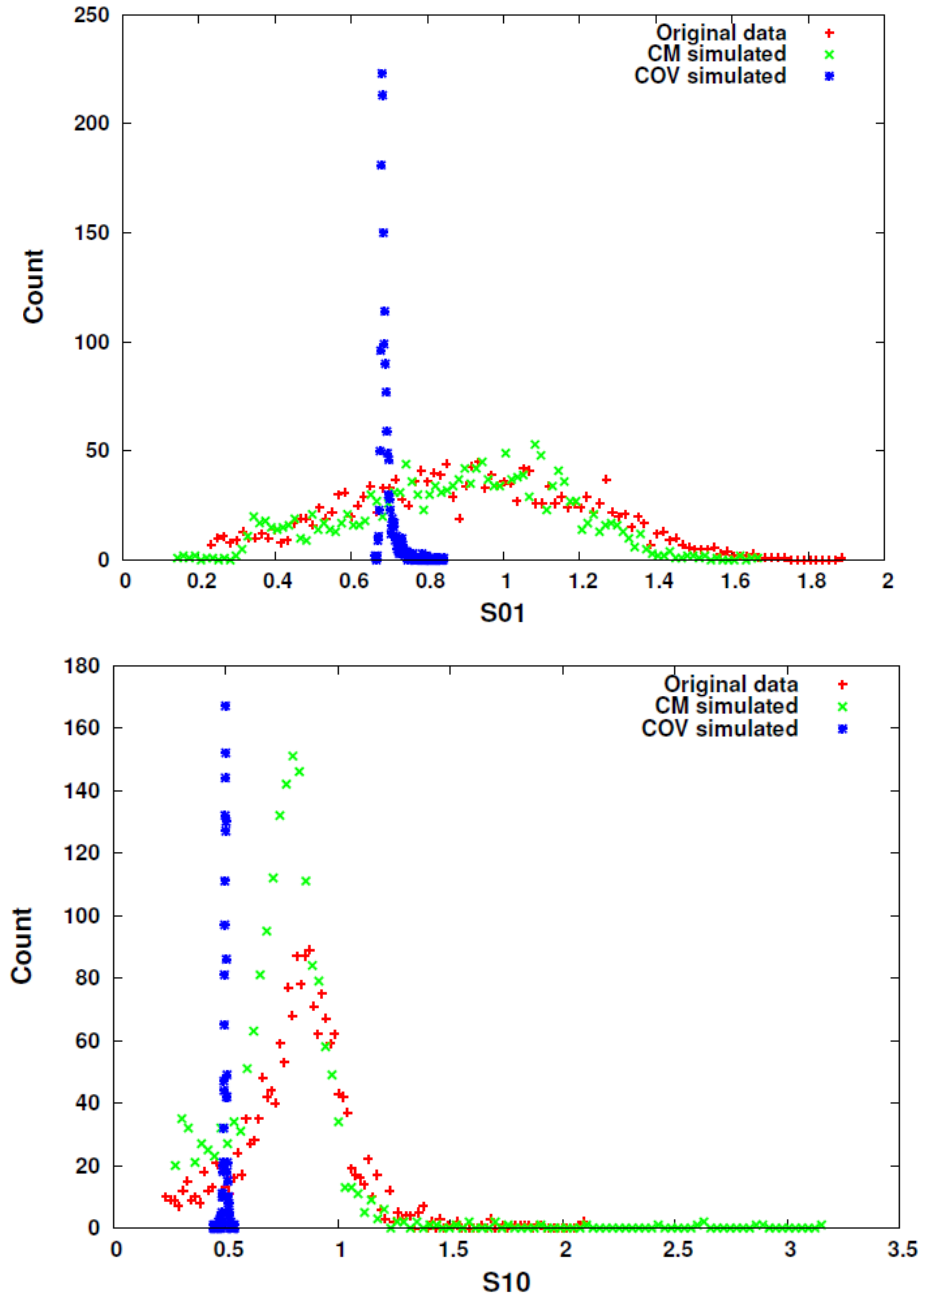 250
200
150
100
50
0
Count
Original data
CM simulated
COV simulated
0 0.2 0.4 0.6 0.8 1 1.2 1.4 1.6 1.8 2
S01
180
160
140
120
100
80
60
40
20
0
Count
Original data
CM simulated
COV simulated
0 0.5 1 1.5 2 2.5 3 3.5
S10